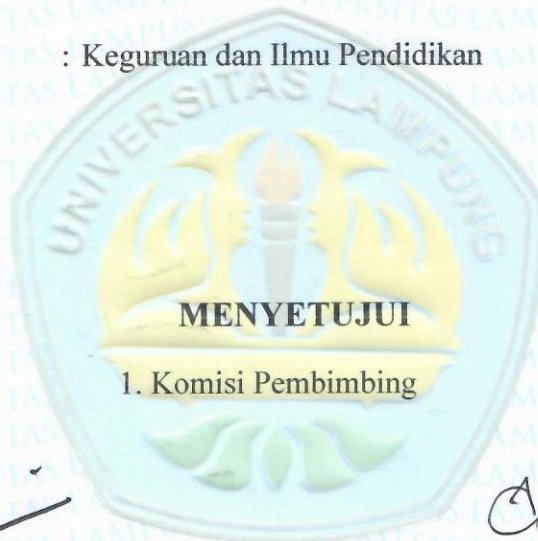 : Keguruan dan Ilmu Pendidikan
UNIVERSITAS LAMPUNG
MENYETUJUI
1. Komisi Pembimbing